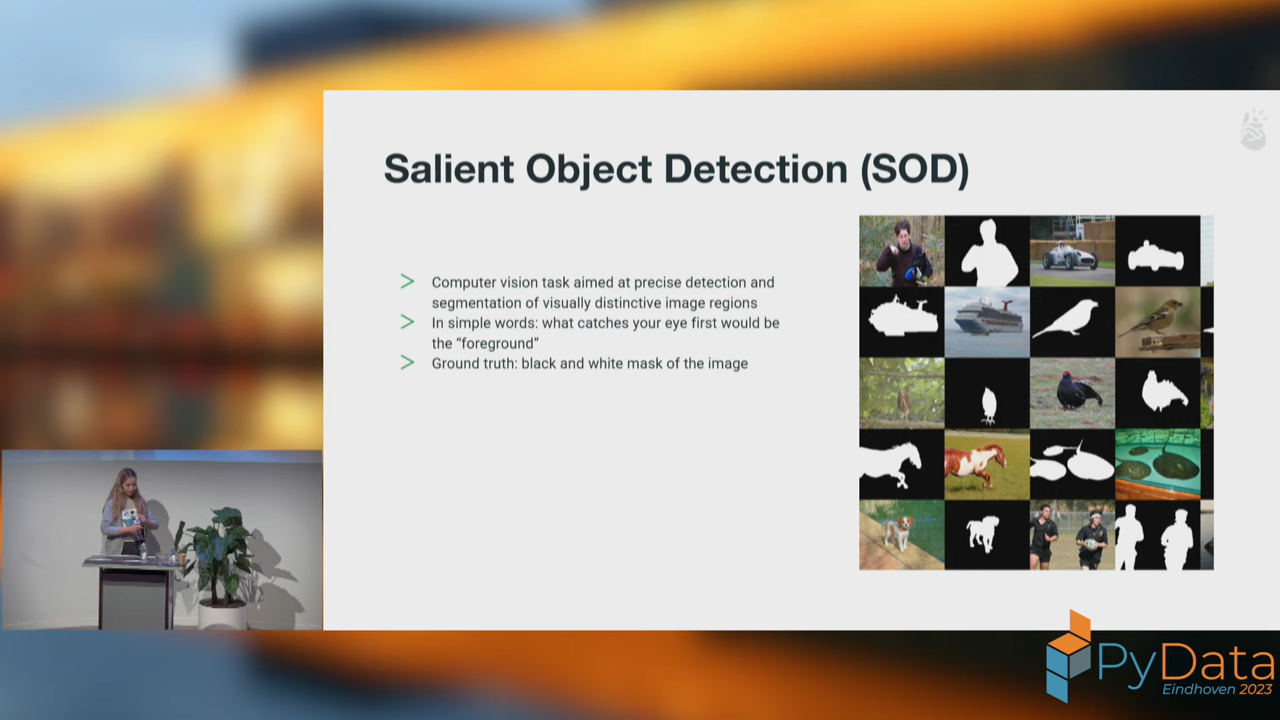 Salient Object Detection (SOD)
> Computer vision task aimed at precise detection and
segmentation of visually distinctive image regions
> In simple words: what catches your eye first would be
the “foreground”
> Ground truth: black and white mask of the image
PyData
Eindhoven 2023